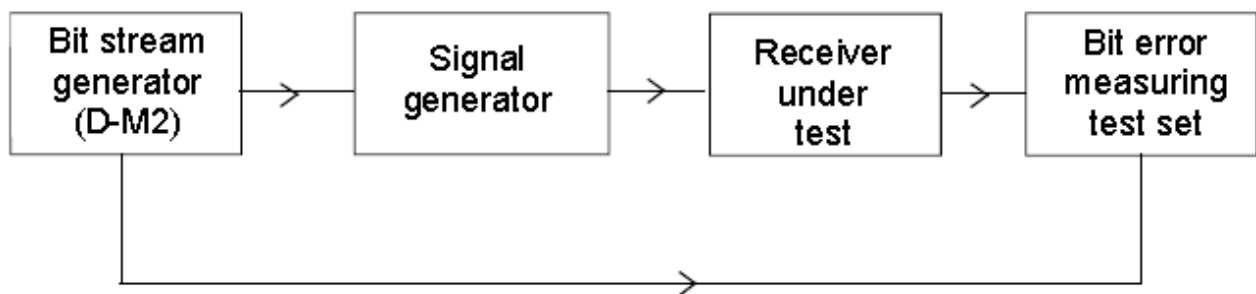 Bit stream
generator
(D-M2)
Signal
generator
Receiver
under
test
Bit error
measuring
test set